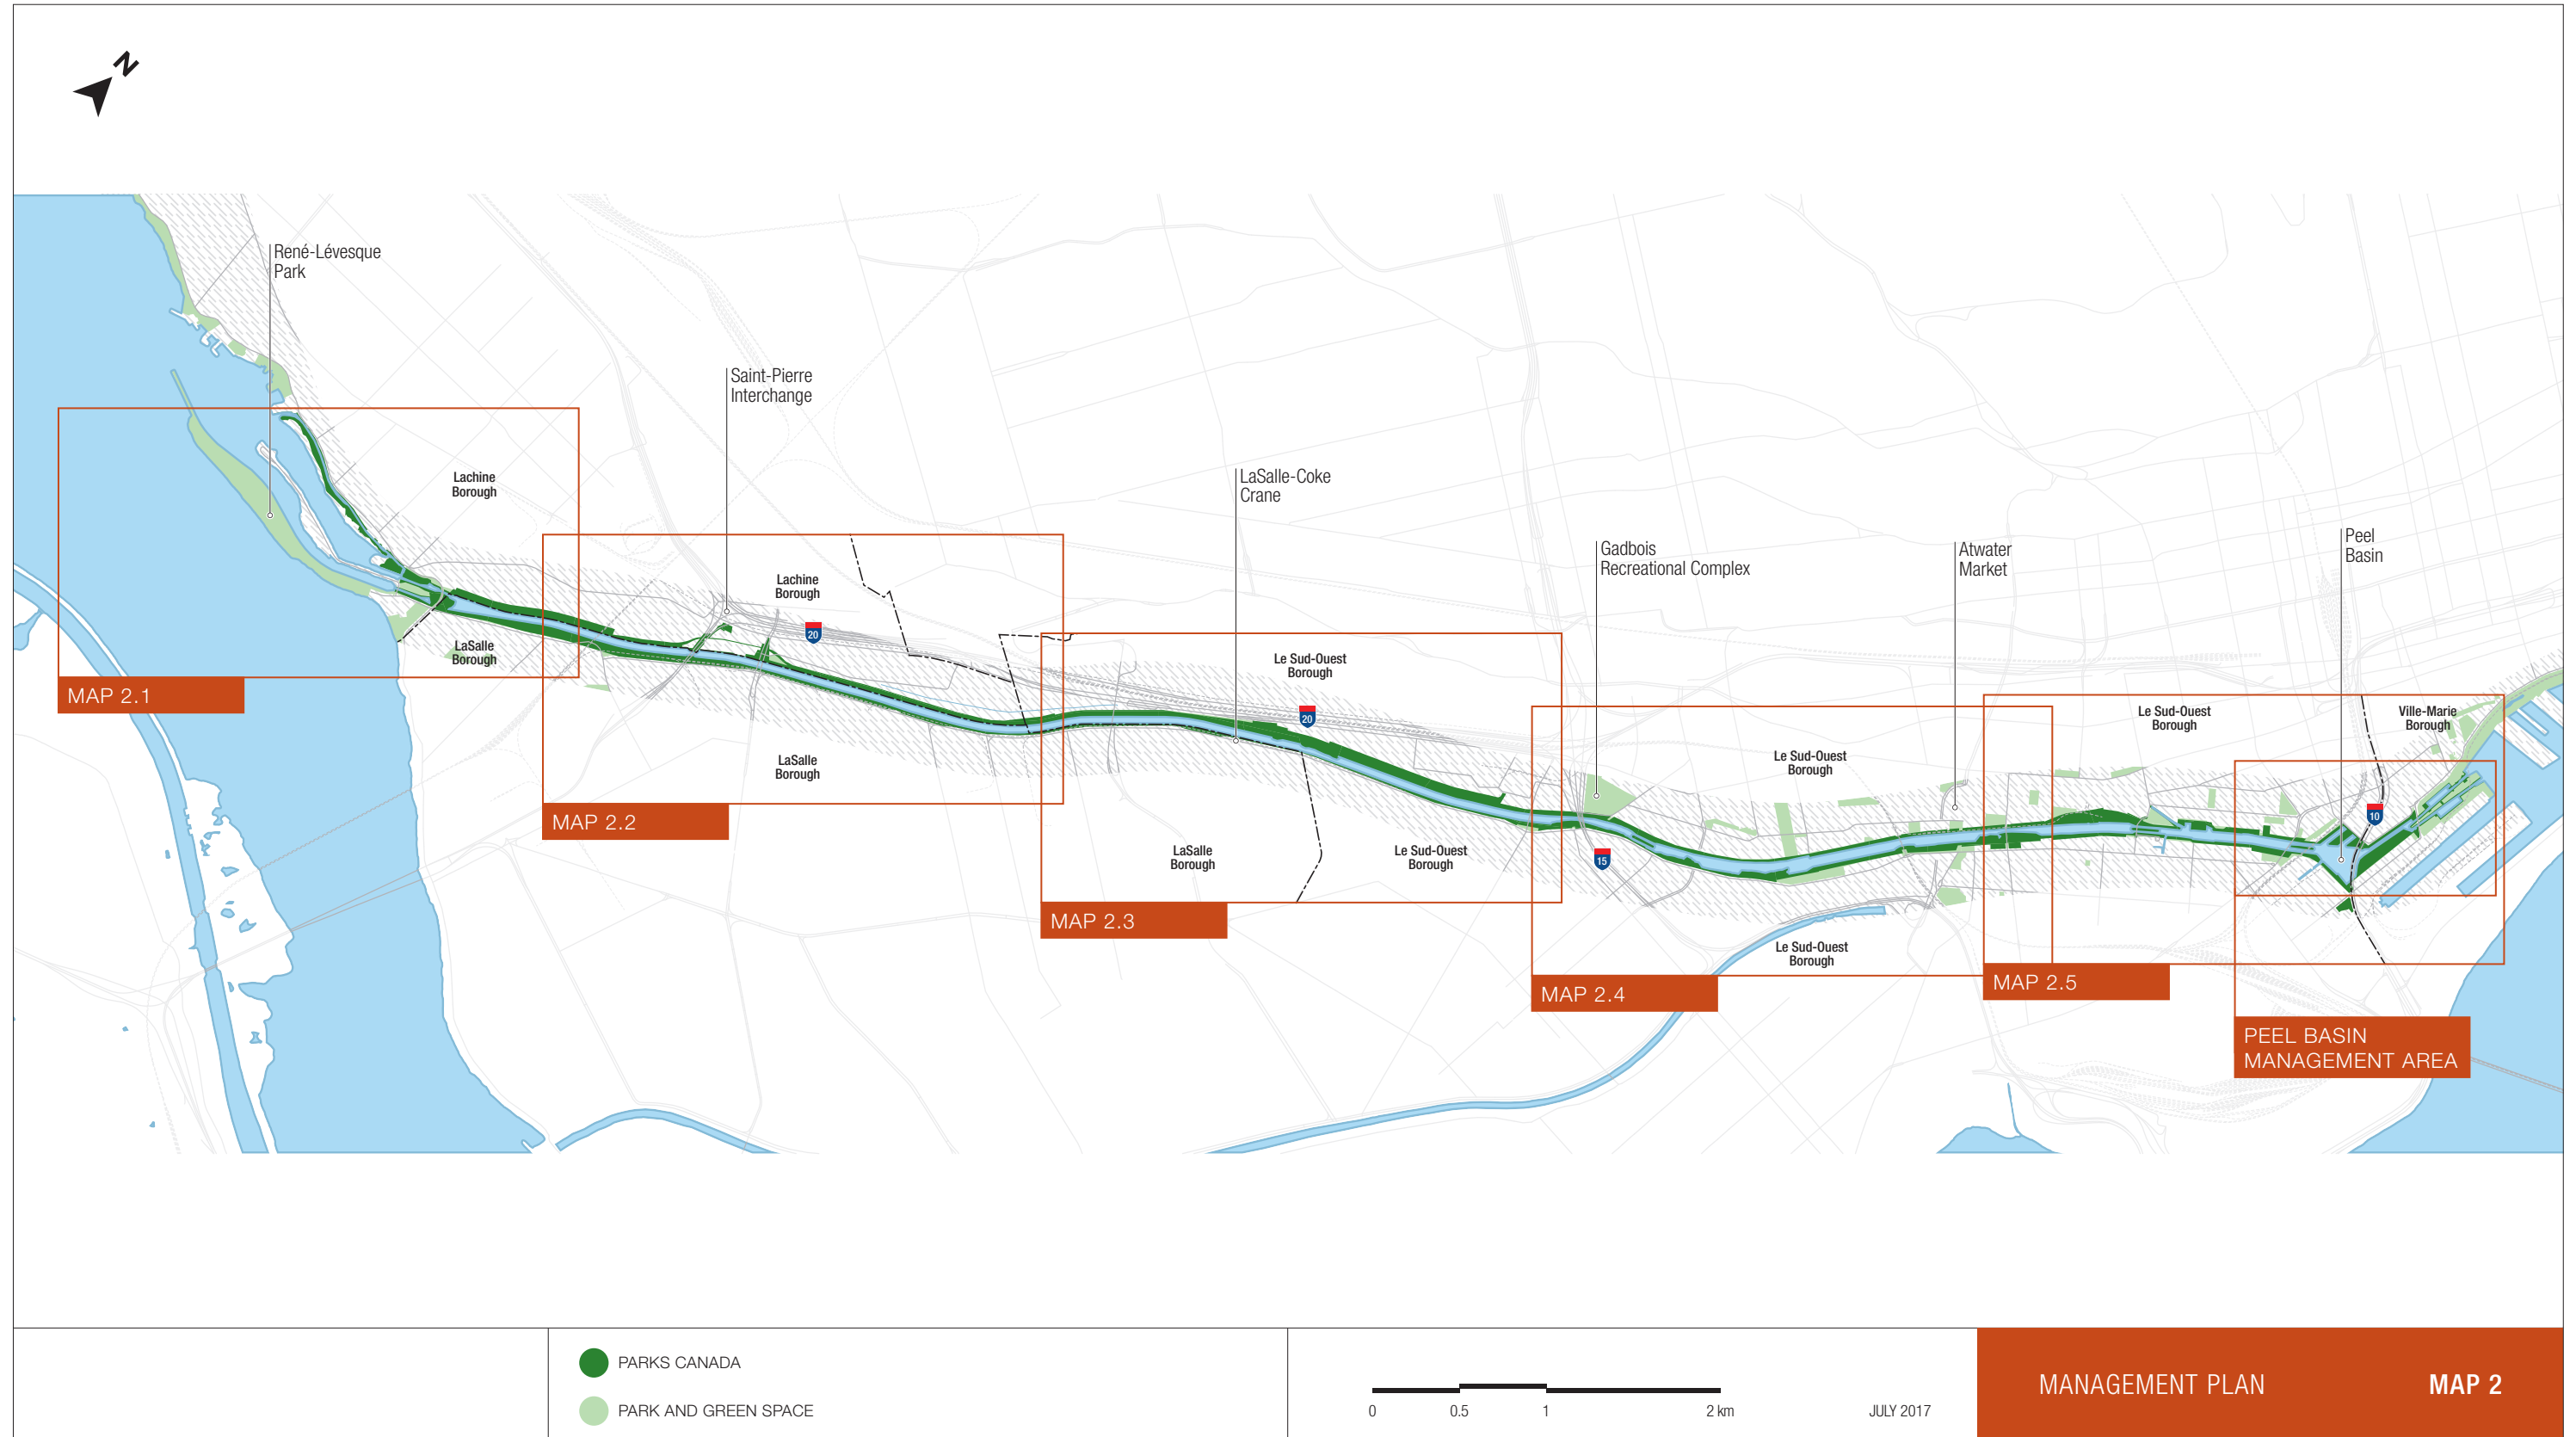 N
René-Lévesque
Park
Saint-Pierre
Interchange
LaSalle-Coke
Crane
Gadbois
Recreational Complex
Atwater
Market
Peel
Basin
Lachine
Borough
LaSalle
Borough
MAP 2.1
Lachine
Borough
20
LaSalle
Borough
MAP 2.2
Le Sud-Ouest
Borough
20
LaSalle
Borough
Le Sud-Ouest
Borough
MAP 2.3
Le Sud-Ouest
Borough
15
Le Sud-Ouest
Borough
MAP 2.4
Le Sud-Ouest
Borough
Ville-Marie
Borough
10
MAP 2.5
PEEL BASIN
MANAGEMENT AREA
PARKS CANADA
PARK AND GREEN SPACE
0 0.5 1 2 km
JULY 2017
MANAGEMENT PLAN MAP 2